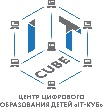 IT
CUBE
ЦЕНТР ЦИФРОВОГО
ОБРАЗОВАНИЯ ДЕТЕЙ «IT-КУБ»